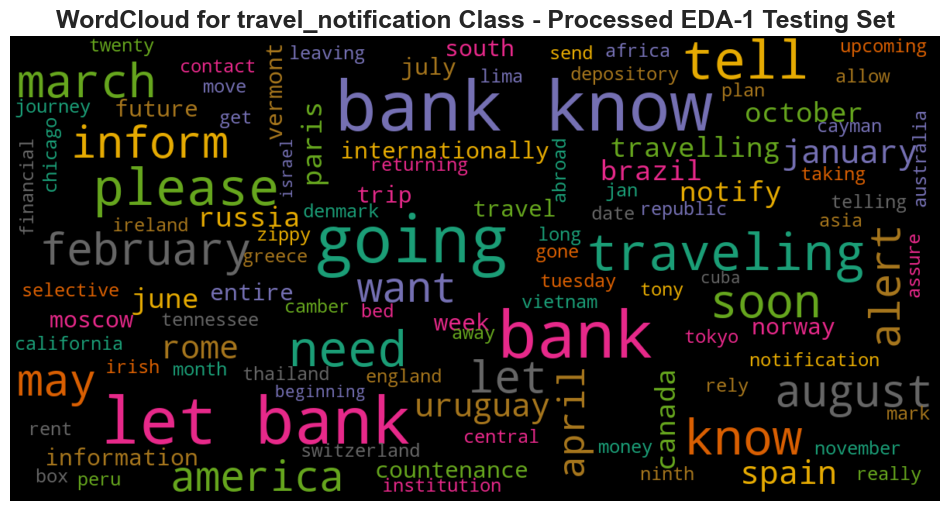 WordCloud for travel_notification Class - Processed EDA-1 Testing Set
twenty
leaving
south
send
africa
tell
upcoming
march
contact
vermont
july
lima
depository
allow
journey
move
bank know
plan
future
get
paris
october
chicago
inform
internationally
travelling
cayman
january
australia
financial
israel
returning
abroad
brazil
taking
please
trip
jan
notify
telling
ireland
russia
denmark
travel
date
republic
asia
february
zippy
going
long
traveling
alert
assure
greece
gone
selective
june
entire
want
tuesday
tony
cuba
soon
camber
vietnam
moscow
tennessee
bed
week
away
bank
tokyo
norway
california
rome
need
notification
irish
month
thailand
england
let
may
beginning
april
canada
rely
august
let bank
uruguay
know
mark
rent
central
money
november
information
switzerland
box
peru
america
countenance
institution
ninth
spain
really